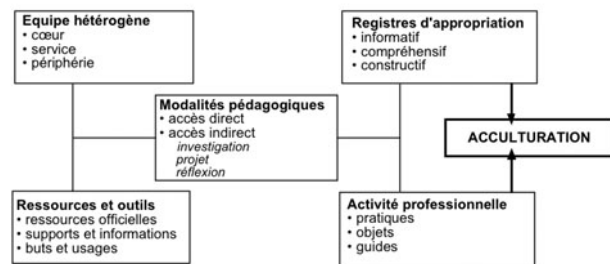 Equipe hétérogène
• cœur
• service
• périphérie
Registres d'appropriation
• informatif
• compréhensif
• constructif
Modalités pédagogiques
• accès direct
• accès indirect
investigation
projet
réflexion
ACCULTURATION
Ressources et outils
• ressources officielles
• supports et informations
• buts et usages
Activité professionnelle
• pratiques
• objets
• guides